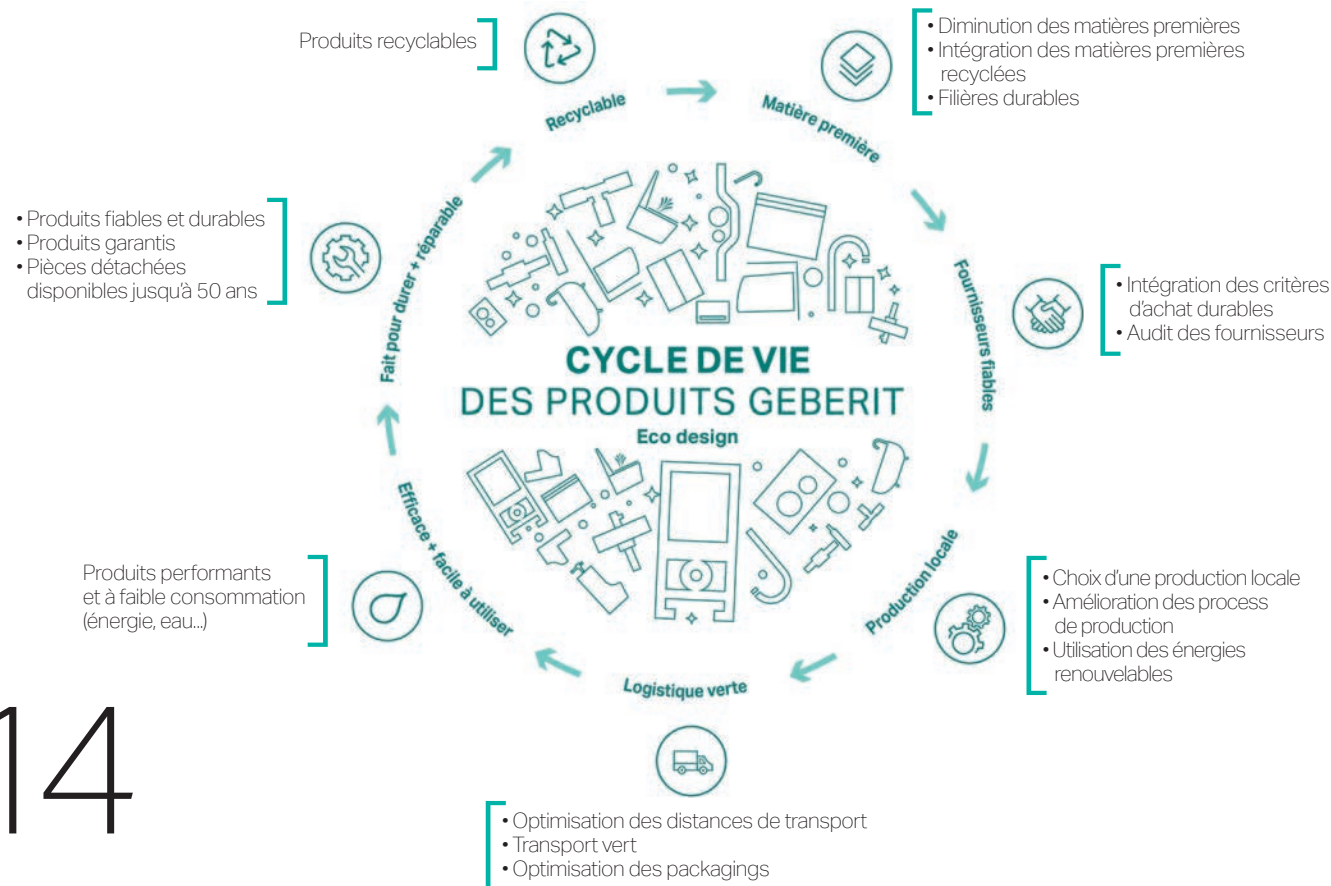 Produits recyclables
Recyclable
• Diminution des matières premières
• Intégration des matières premières
recyclées
• Filières durables
Matière première
• Intégration des critères
d'achat durables
• Audit des fournisseurs
Fournisseurs fiables
• Choix d'une production locale
• Amélioration des process
de production
• Utilisation des énergies
renouvelables
Production locale
Logistique verte
• Optimisation des distances de transport
• Transport vert
• Optimisation des packagings
Efficace + facile à utiliser
Produits performants
et à faible consommation
(énergie, eau...)
Fait pour durer + réparable
• Produits fiables et durables
• Produits garantis
• Pièces détachées
disponibles jusqu'à 50 ans
CYCLE DE VIE
DES PRODUITS GEBERIT
Eco design
14